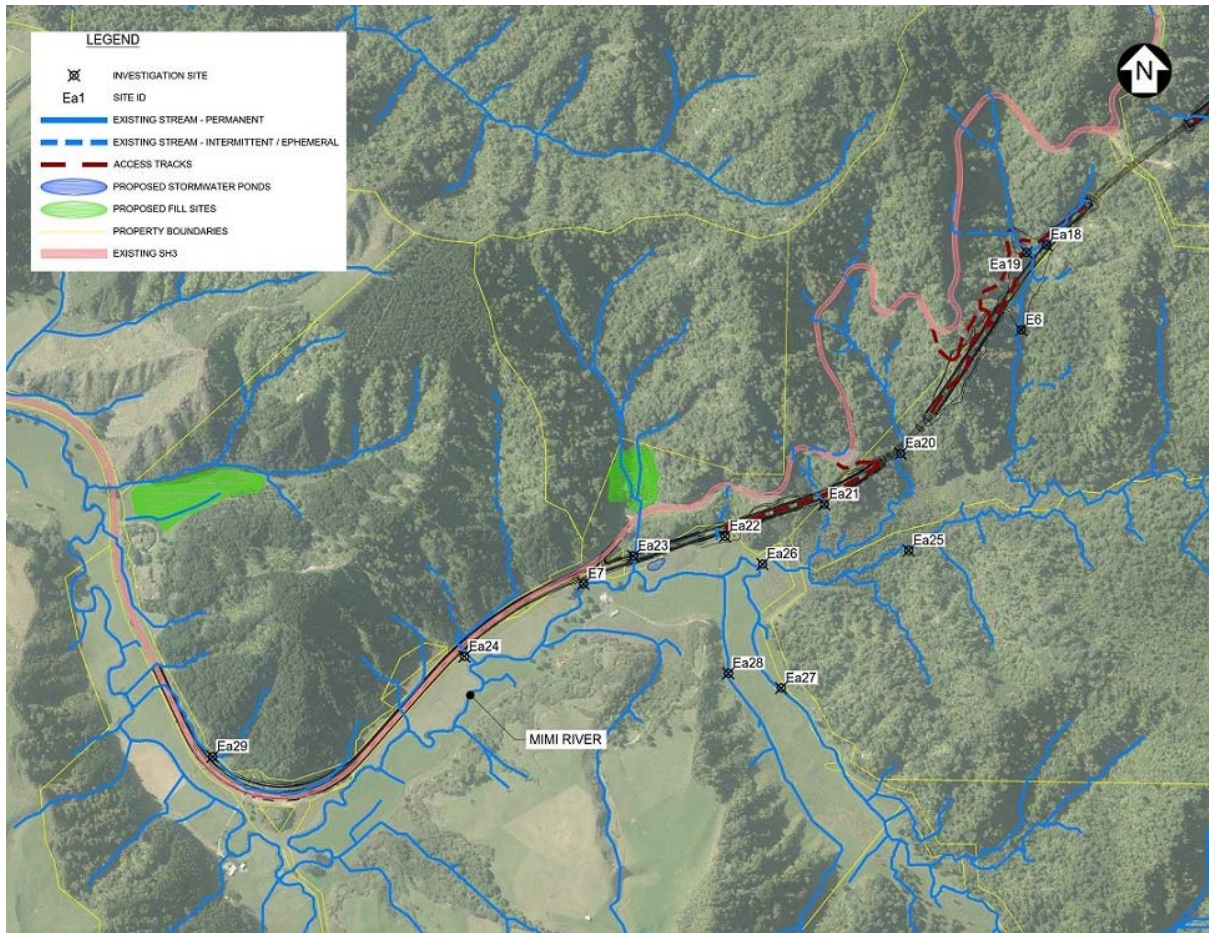 LEGEND
INVESTIGATION SITE
Ea1 SITE ID
EXISTING STREAM - PERMANENT
EXISTING STREAM - INTERMITTENT / EPHEMERAL
ACCESS TRACKS
PROPOSED STORMWATER PONDS
PROPOSED FILL SITES
PROPERTY BOUNDARIES
EXISTING SH3
N
Ea18
Ea19
E6
Ea20
Ea21
Ea22
Ea23
Ea25
Ea26
E7
Ea24
Ea28
Ea27
MIMI RIVER
Ea29